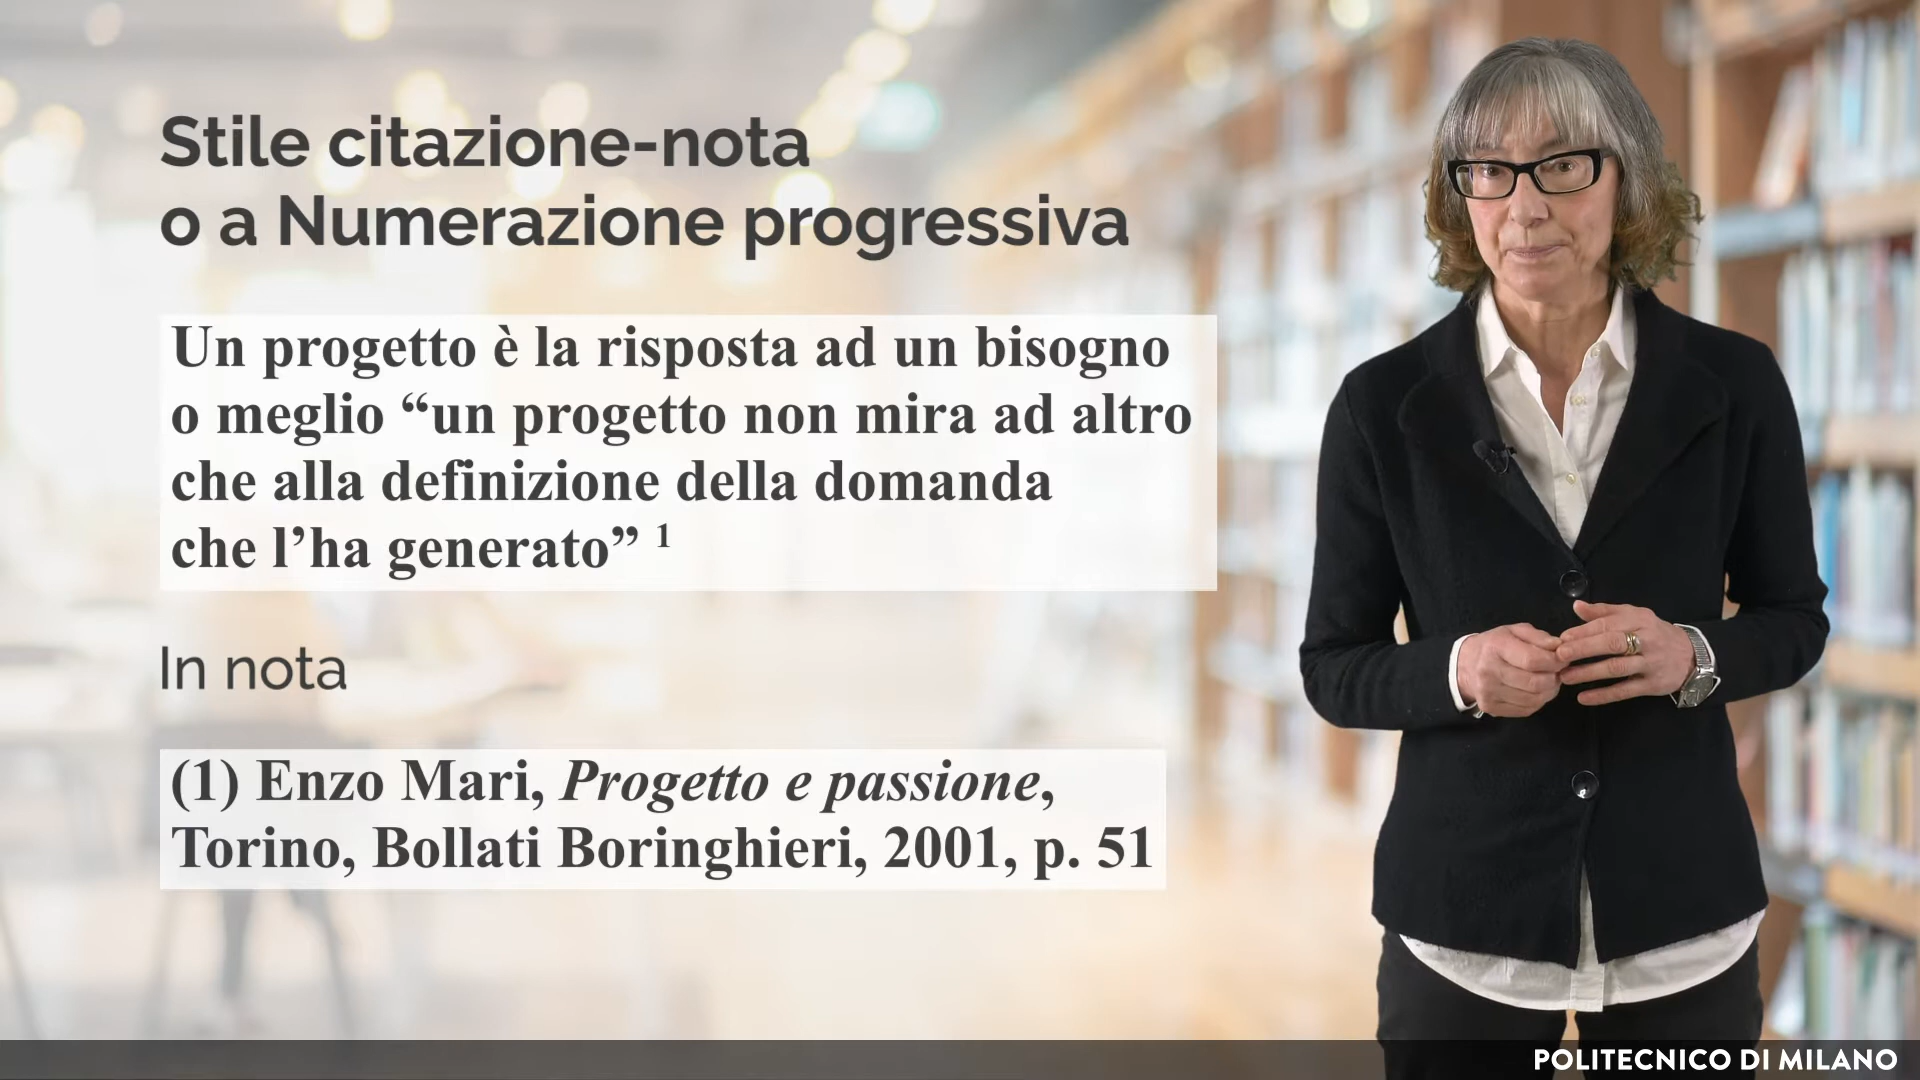 Stile citazione-nota
o a Numerazione progressiva
Un progetto è la risposta ad un bisogno
o meglio “un progetto non mira ad altro
che alla definizione della domanda
che l’ha generato” 1
In nota
(1) Enzo Mari, Progetto e passione,
Torino, Bollati Boringhieri, 2001, p. 51
POLITECNICO DI MILANO